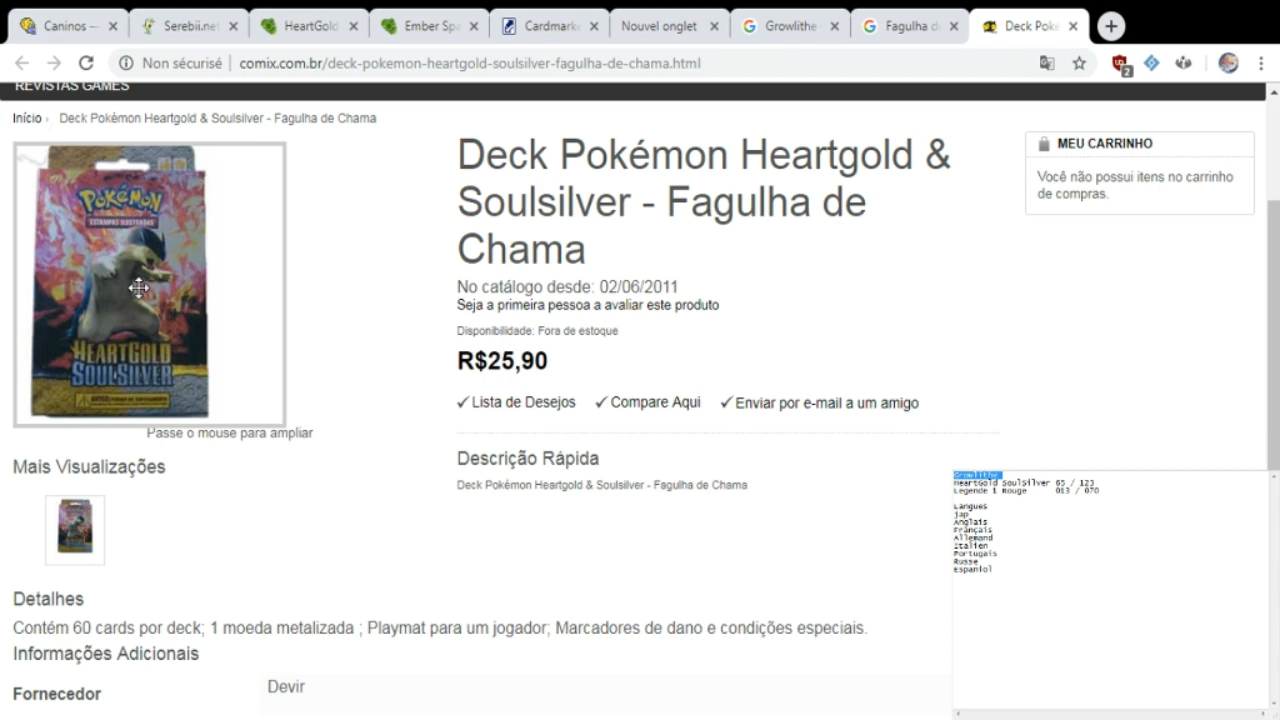 Caninos —
Serebii.net
HeartGold
Ember Spa
Cardmark
Nouvel onglet
Growlithe
Fagulha d
Deck Poké
Non sécurisé
comix.com.br/deck-pokemon-heartgold-soulsilver-fagulha-de-chama.html
2
REVISTAS GAMES
Início
Deck Pokémon Heartgold & Soulsilver - Fagulha de Chama
POKÉMON
ESTAMPAS ILUSTRADAS
HEARTGOLD
SOULSILVER
Passe o mouse para ampliar
Mais Visualizações
Deck Pokémon Heartgold &
Soulsilver - Fagulha de
Chama
No catálogo desde: 02/06/2011
Seja a primeira pessoa a avaliar este produto
Disponibilidade: Fora de estoque
R$25,90
Lista de Desejos
Compare Aqui
Enviar por e-mail a um amigo
Descrição Rápida
Deck Pokémon Heartgold & Soulsilver - Fagulha de Chama
MEU CARRINHO
Você não possui itens no carrinho
de compras.
Detalhes
Contém 60 cards por deck; 1 moeda metalizada ; Playmat para um jogador; Marcadores de dano e condições especiais.
Informações Adicionais
Fornecedor
Devir
Growlithe
HeartGold SoulSilver 65 / 123
Legende & Rouge 013 / 070
Langues
jap
Anglais
Français
Allemand
Italien
Portugais
Russe
Espaniol